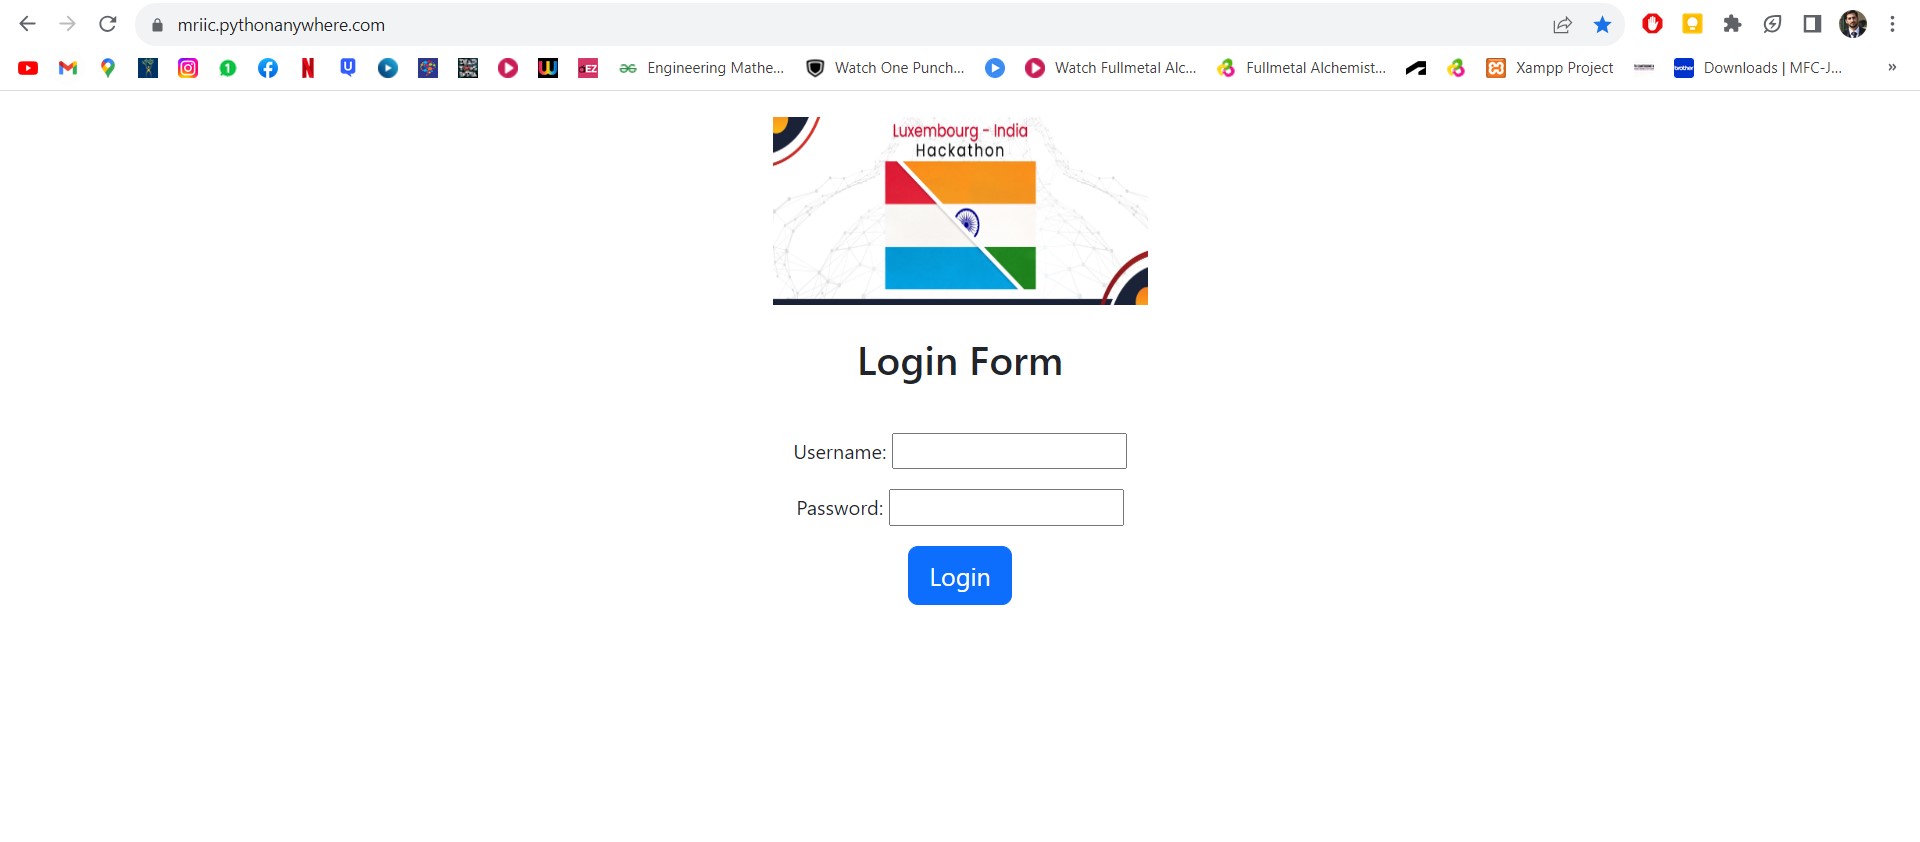 mriic.pythonanywhere.com
Engineering Mathe... Watch One Punch... Watch Fullmetal Alc... Fullmetal Alchemist... Xampp Project brother Downloads | MFC-J... »
Luxembourg - India
Hackathon
Login Form
Username:
Password:
Login